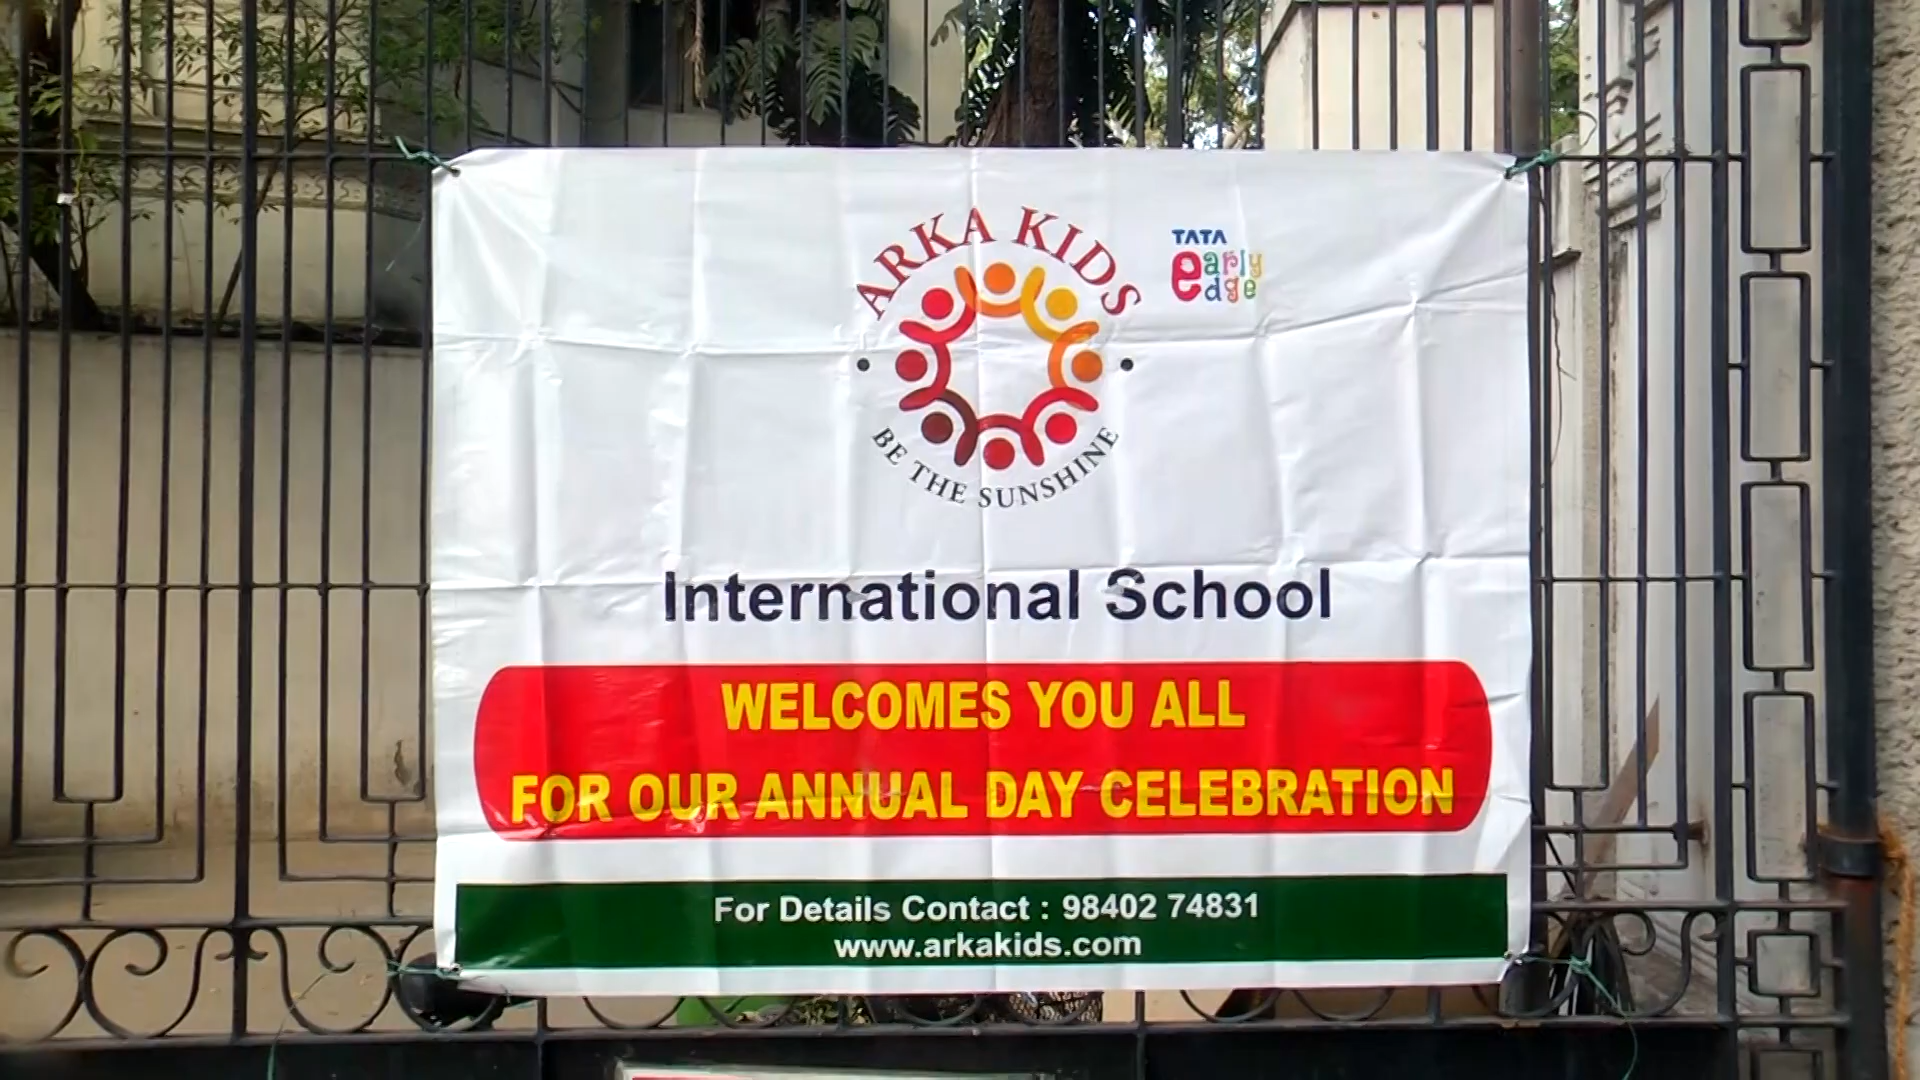 ARKA KIDS
TATA
early
edge
BE THE SUNSHINE
International School
WELCOMES YOU ALL
FOR OUR ANNUAL DAY CELEBRATION
For Details Contact : 98402 74831
www.arkakids.com